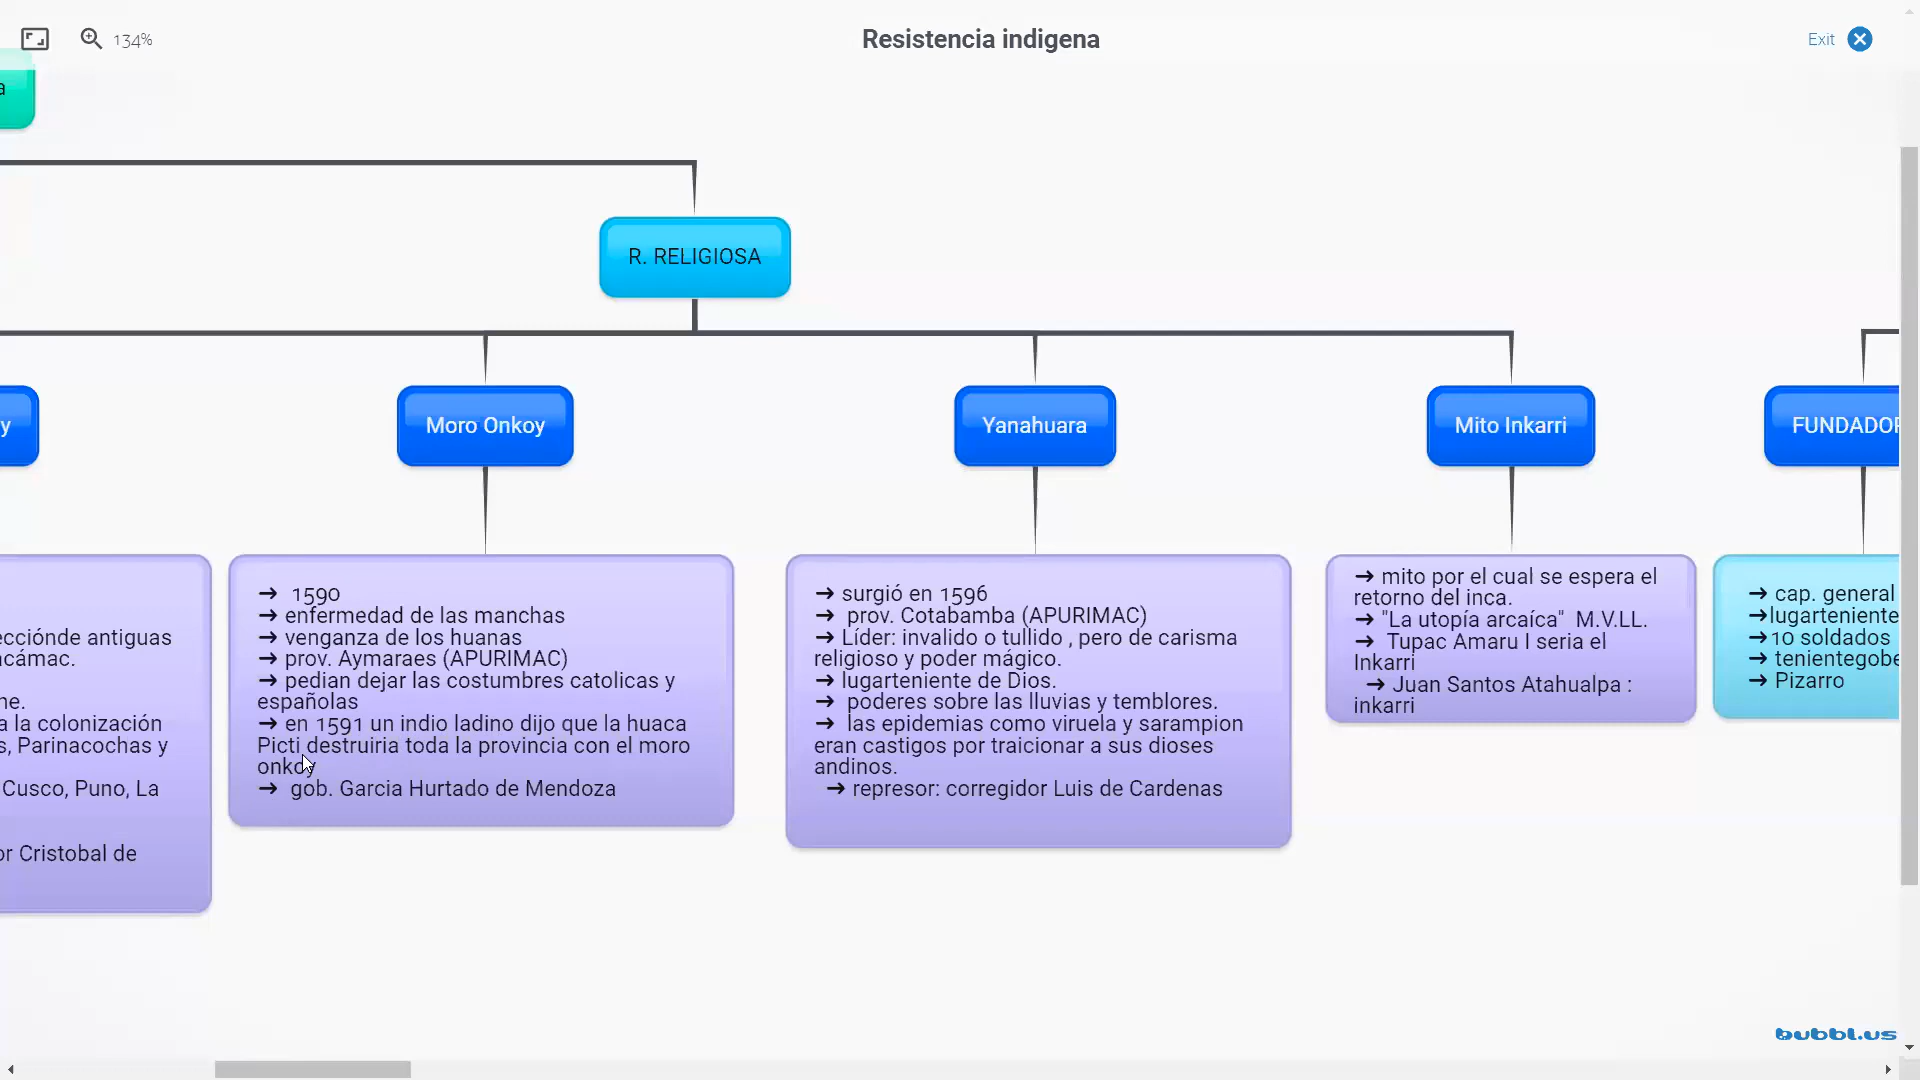 134%
Resistencia indigena
Exit
a
R. RELIGIOSA
y
Moro Onkoy
Yanahuara
Mito Inkarri
FUNDADOR
ecciónde antiguas
acámac.
ne.
a la colonización
s, Parinacochas y
Cusco, Puno, La
or Cristobal de
→ 1590
→ enfermedad de las manchas
→ venganza de los huanas
→ prov. Aymaraes (APURIMAC)
→ pedian dejar las costumbres catolicas y
españolas
→ en 1591 un indio ladino dijo que la huaca
Picti destruiria toda la provincia con el moro
onkoy
→ gob. Garcia Hurtado de Mendoza
→ surgió en 1596
→ prov. Cotabamba (APURIMAC)
→ Líder: invalido o tullido , pero de carisma
religioso y poder mágico.
→ lugarteniente de Dios.
→ poderes sobre las lluvias y temblores.
→ las epidemias como viruela y sarampion
eran castigos por traicionar a sus dioses
andinos.
→ represor: corregidor Luis de Cardenas
→ mito por el cual se espera el
retorno del inca.
→ "La utopía arcaíca" M.V.LL.
→ Tupac Amaru I seria el
Inkarri
→ Juan Santos Atahualpa :
inkarri
→ cap. general
→lugarteniente
→10 soldados
→ tenientegobe
→ Pizarro
bubbl.us